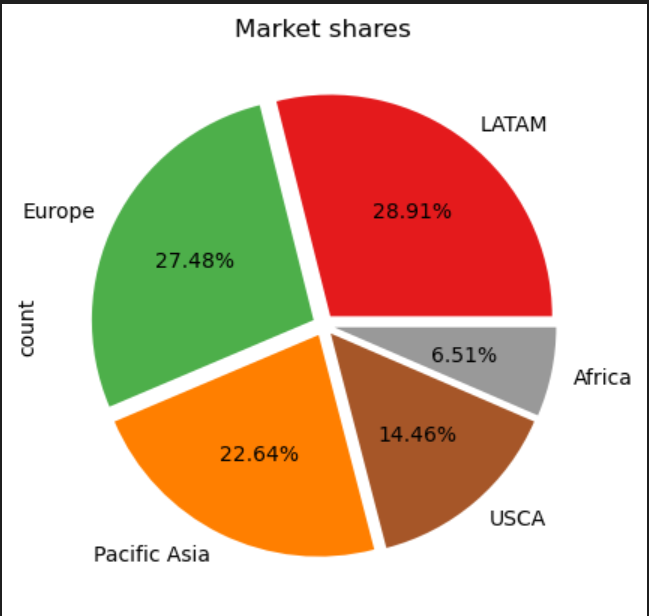 Market shares
LATAM
28.91%
Europe
27.48%
count
6.51%
Africa
14.46%
22.64%
USCA
Pacific Asia